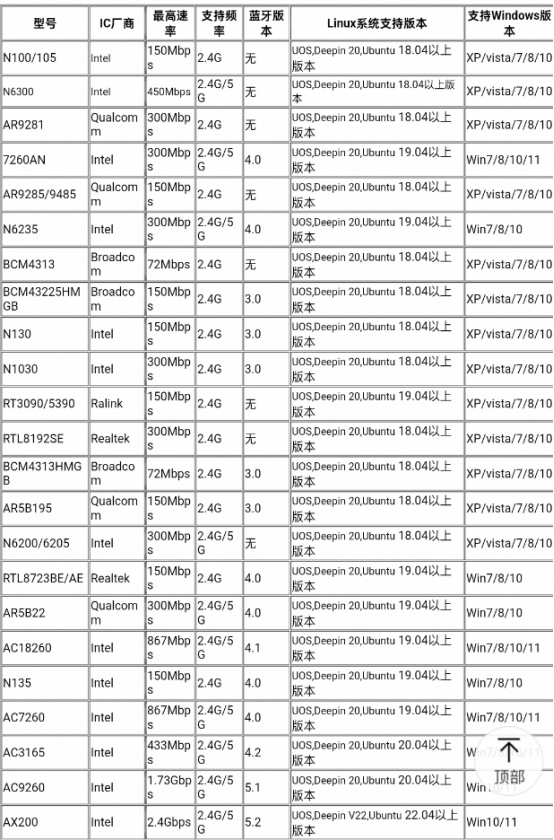 型号 IC厂商 最高速率 支持频率 蓝牙版本 Linux系统支持版本 支持Windows版本
N100/105 Intel 150Mbps 2.4G 无 UOS,Deepin 20,Ubuntu 18.04以上版本 XP/vista/7/8/10
N6300 Intel 450Mbps 2.4G/5G 无 UOS,Deepin 20,Ubuntu 18.04以上版本 XP/vista/7/8/10
AR9281 Qualcomm 300Mbps 2.4G 无 UOS,Deepin 20,Ubuntu 18.04以上版本 XP/vista/7/8/10
7260AN Intel 300Mbps 2.4G/5G 4.0 UOS,Deepin 20,Ubuntu 19.04以上版本 Win7/8/10/11
AR9285/9485 Qualcomm 150Mbps 2.4G 无 UOS,Deepin 20,Ubuntu 18.04以上版本 XP/vista/7/8/10
N6235 Intel 300Mbps 2.4G/5G 4.0 UOS,Deepin 20,Ubuntu 19.04以上版本 Win7/8/10
BCM4313 Broadcom 72Mbps 2.4G 无 UOS,Deepin 20,Ubuntu 18.04以上版本 XP/vista/7/8/10
BCM43225HMGB Broadcom 150Mbps 2.4G 3.0 UOS,Deepin 20,Ubuntu 18.04以上版本 XP/vista/7/8/10
N130 Intel 150Mbps 2.4G 3.0 UOS,Deepin 20,Ubuntu 18.04以上版本 XP/vista/7/8/10
N1030 Intel 300Mbps 2.4G 3.0 UOS,Deepin 20,Ubuntu 18.04以上版本 XP/vista/7/8/10
RT3090/5390 Ralink 150Mbps 2.4G 无 UOS,Deepin 20,Ubuntu 19.04以上版本 XP/vista/7/8/10
RTL8192SE Realtek 300Mbps 2.4G 无 UOS,Deepin 20,Ubuntu 18.04以上版本 XP/vista/7/8/10
BCM4313HMGB Broadcom 72Mbps 2.4G 3.0 UOS,Deepin 20,Ubuntu 18.04以上版本 XP/vista/7/8/10
AR5B195 Qualcomm 150Mbps 2.4G 3.0 UOS,Deepin 20,Ubuntu 18.04以上版本 XP/vista/7/8/10
N6200/6205 Intel 300Mbps 2.4G/5G 无 UOS,Deepin 20,Ubuntu 18.04以上版本 XP/vista/7/8/10
RTL8723BE/AE Realtek 150Mbps 2.4G 4.0 UOS,Deepin 20,Ubuntu 19.04以上版本 Win7/8/10
AR5B22 Qualcomm 300Mbps 2.4G/5G 4.0 UOS,Deepin 20,Ubuntu 19.04以上版本 Win7/8/10
AC18260 Intel 867Mbps 2.4G/5G 4.1 UOS,Deepin 20,Ubuntu 19.04以上版本 Win7/8/10/11
N135 Intel 150Mbps 2.4G 4.0 UOS,Deepin 20,Ubuntu 19.04以上版本 Win7/8/10
AC7260 Intel 867Mbps 2.4G/5G 4.0 UOS,Deepin 20,Ubuntu 19.04以上版本 Win7/8/10/11
AC3165 Intel 433Mbps 2.4G/5G 4.2 UOS,Deepin 20,Ubuntu 20.04以上版本 Win7/8/10/11
AC9260 Intel 1.73Gbps 2.4G/5G 5.1 UOS,Deepin 20,Ubuntu 20.04以上版本
顶部
AX200 Intel 2.4Gbps 2.4G/5G 5.2 UOS,Deepin V22,Ubuntu 22.04以上版本 Win10/11